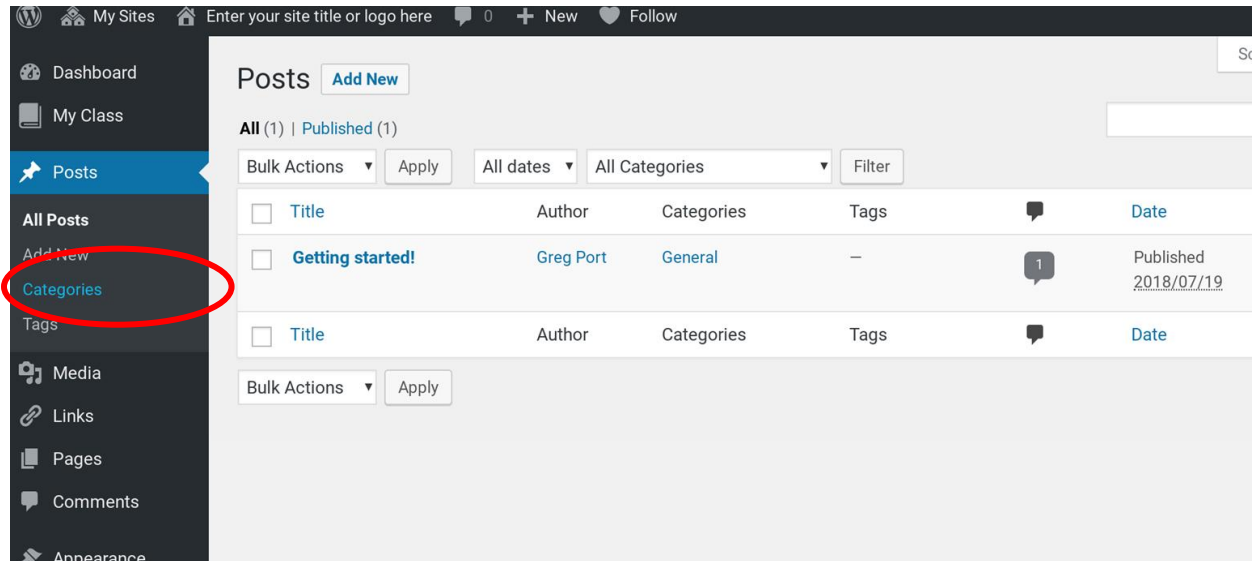 My Sites Enter your site title or logo here 0 New Follow
Dashboard
My Class
Posts
All Posts
Add New
Categories
Tags
Media
Links
Pages
Comments
Appearance
Posts Add New
All (1) | Published (1)
Bulk Actions Apply All dates All Categories Filter
Title Author Categories Tags Date
Getting started! Greg Port General — 1 Published
2018/07/19
Title Author Categories Tags Date
Bulk Actions Apply